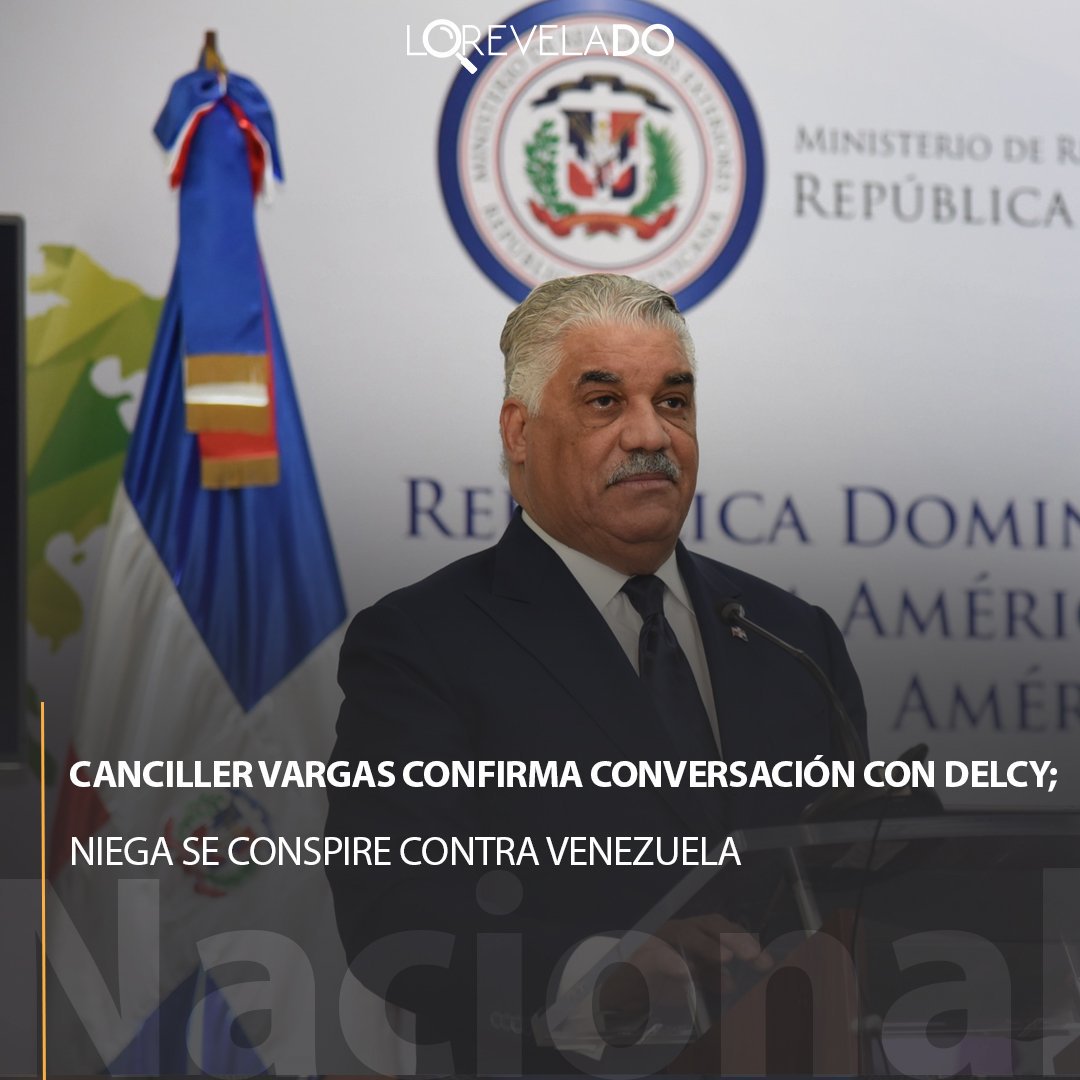 LOREVELADO
MINISTERIO DE R
REPÚBLICA
REPÚBLICA DOMIN
AMÉRI
AMÉR
CANCILLER VARGAS CONFIRMA CONVERSACIÓN CON DELCY;
NIEGA SE CONSPIRE CONTRA VENEZUELA
Nacional